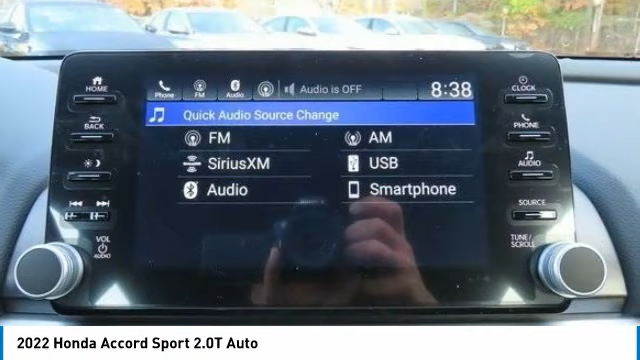 HOME
BACK
VOL
AUDIO
Phone FM Audio Audio is OFF 8:38
Quick Audio Source Change
FM AM
SiriusXM USB
Audio Smartphone
CLOCK
PHONE
AUDIO
SOURCE
TUNE/
SCROLL
2022 Honda Accord Sport 2.0T Auto